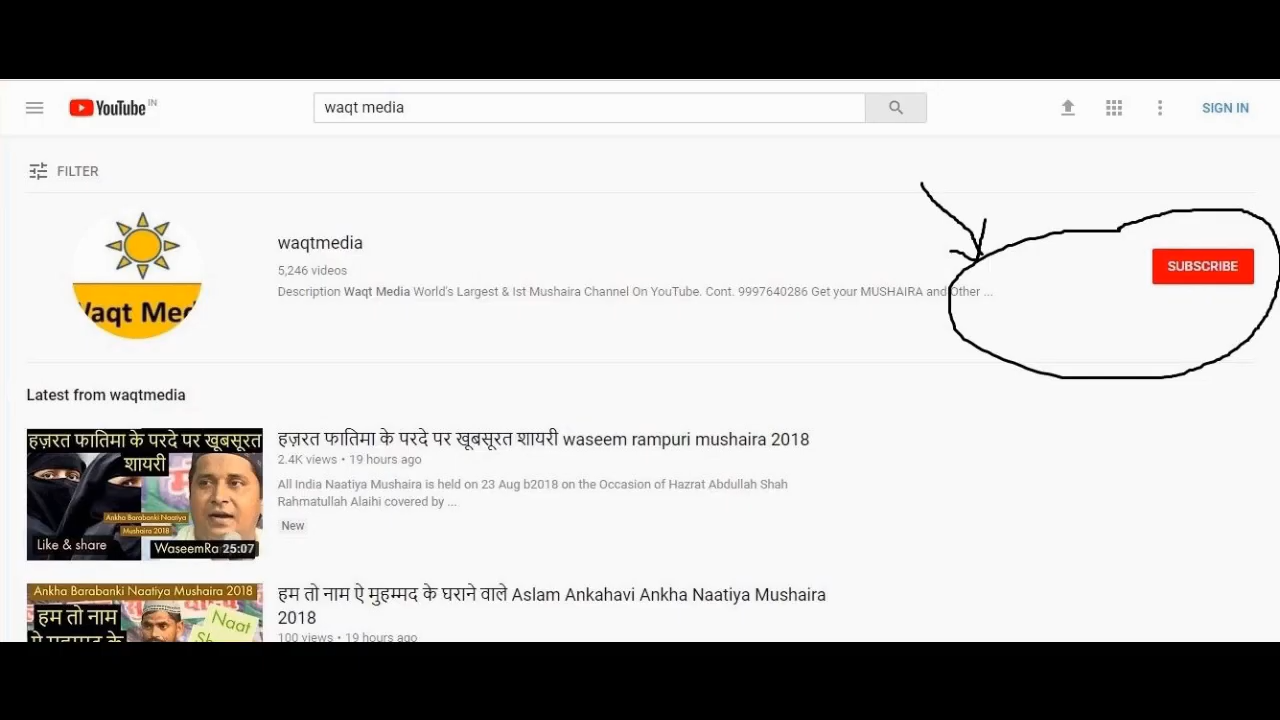 YouTube IN
waqt media
SIGN IN
FILTER
waqtmedia
5,246 videos
Description Waqt Media World's Largest & Ist Mushaira Channel On YouTube. Cont. 9997640286 Get your MUSHAIRA and Other ...
SUBSCRIBE
Waqt Med
Latest from waqtmedia
हज़रत फातिमा के परदे पर खूबसूरत
शायरी
Ankha Barabanki Naatiya
Mushaira 2018
Like & share
WaseemRa 25:07
हज़रत फातिमा के परदे पर खूबसूरत शायरी waseem rampuri mushaira 2018
2.4K views • 19 hours ago
All India Naatiya Mushaira is held on 23 Aug b2018 on the Occasion of Hazrat Abdullah Shah
Rahmatullah Alaihi covered by ...
New
Ankha Barabanki Naatiya Mushaira 2018
हम तो नाम
ऐ मुहम्मद के
Naat
हम तो नाम ऐ मुहम्मद के घराने वाले Aslam Ankahavi Ankha Naatiya Mushaira
2018
100 views • 19 hours ago